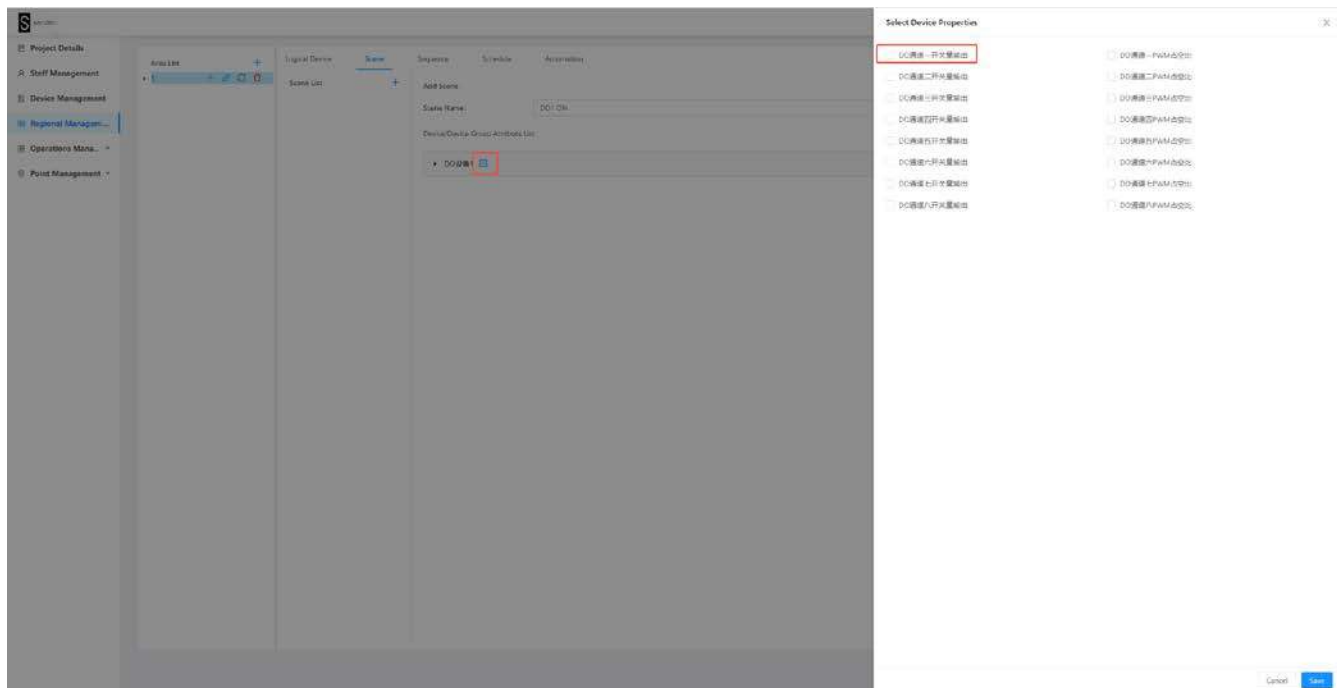 S
Select Device Properties
Project Details
Staff Management
Device Management
Regional Managem...
Operations Mana...
Point Management
Area List
1
Logical Device
Scene
Sequence
Schedule
Automation
Scene List
Add Scene
Scene Name:
DO1 ON
Device/Device Group Attribute List
DO设备1
DO通道一开关量输出
DO通道一PWM占空比
DO通道二开关量输出
DO通道二PWM占空比
DO通道三开关量输出
DO通道三PWM占空比
DO通道四开关量输出
DO通道四PWM占空比
DO通道五开关量输出
DO通道五PWM占空比
DO通道六开关量输出
DO通道六PWM占空比
DO通道七开关量输出
DO通道七PWM占空比
DO通道八开关量输出
DO通道八PWM占空比
Cancel
Save